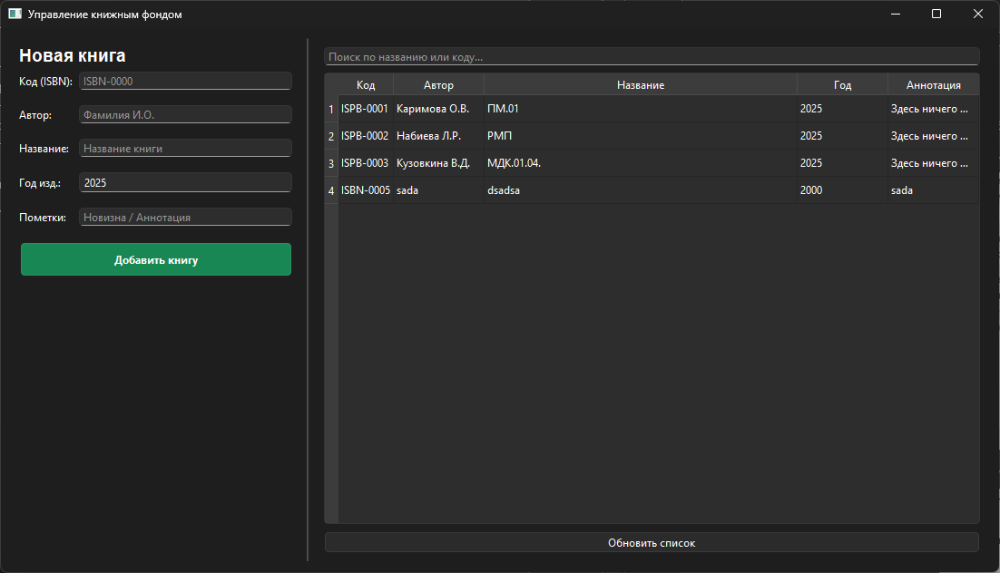 Управление книжным фондом
Новая книга
Код (ISBN): ISBN-0000
Автор: Фамилия И.О.
Название: Название книги
Год изд.: 2025
Пометки: Новизна / Аннотация
Добавить книгу
Поиск по названию или коду...
Код Автор Название Год Аннотация
1 ISPB-0001 Каримова О.В. ПМ.01 2025 Здесь ничего ...
2 ISPB-0002 Набиева Л.Р. РМП 2025 Здесь ничего ...
3 ISPB-0003 Кузовкина В.Д. МДК.01.04. 2025 Здесь ничего ...
4 ISBN-0005 sada dsadsa 2000 sada
Обновить список